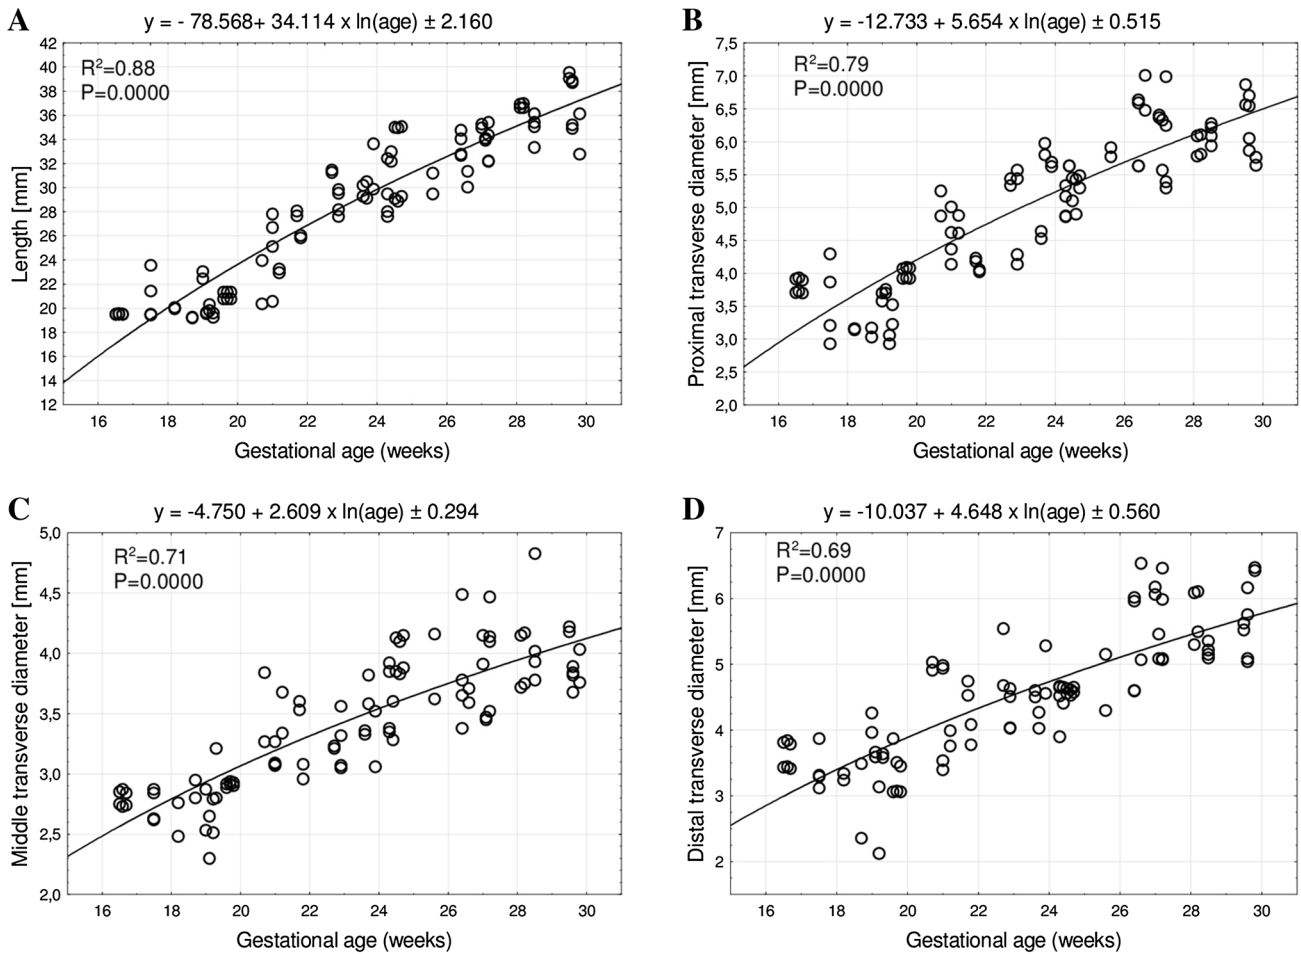 A
y = - 78.568+ 34.114 x ln(age) ± 2.160
R²=0.88
P=0.0000
Length [mm]
42
40
38
36
34
32
30
28
26
24
22
20
18
16
14
12
16 18 20 22 24 26 28 30
Gestational age (weeks)
B
y = -12.733 + 5.654 x ln(age) ± 0.515
R²=0.79
P=0.0000
Proximal transverse diameter [mm]
7,5
7,0
6,5
6,0
5,5
5,0
4,5
4,0
3,5
3,0
2,5
2,0
16 18 20 22 24 26 28 30
Gestational age (weeks)
C
y = -4.750 + 2.609 x ln(age) ± 0.294
R²=0.71
P=0.0000
Middle transverse diameter [mm]
5,0
4,5
4,0
3,5
3,0
2,5
2,0
16 18 20 22 24 26 28 30
Gestational age (weeks)
D
y = -10.037 + 4.648 x ln(age) ± 0.560
R²=0.69
P=0.0000
Distal transverse diameter [mm]
7
6
5
4
3
2
16 18 20 22 24 26 28 30
Gestational age (weeks)